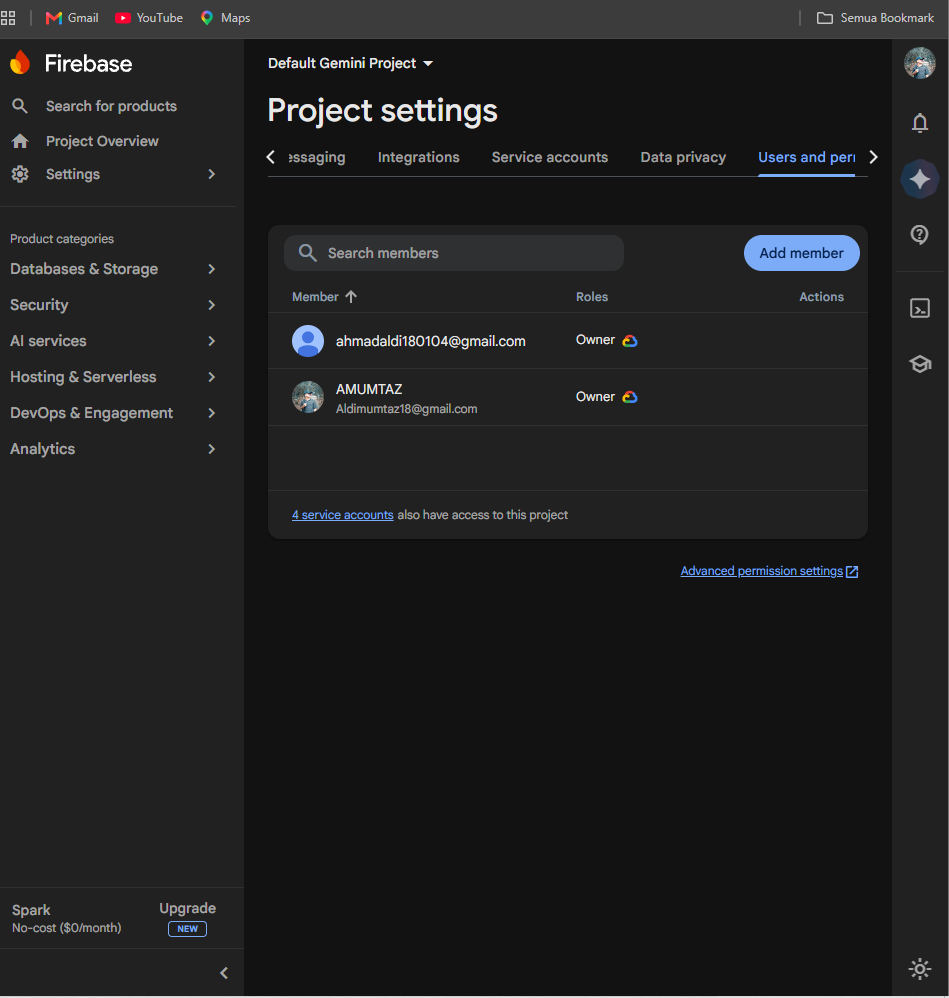 Gmail
YouTube
Maps
Semua Bookmark
Firebase
Search for products
Project Overview
Settings
Product categories
Databases & Storage
Security
AI services
Hosting & Serverless
DevOps & Engagement
Analytics
Spark
No-cost ($0/month)
Upgrade
NEW
Default Gemini Project
Project settings
essaging Integrations Service accounts Data privacy Users and perr
Search members
Add member
Member Roles Actions
ahmadaldi180104@gmail.com Owner
AMUMTAZ
Aldimumtaz18@gmail.com
Owner
4 service accounts also have access to this project
Advanced permission settings